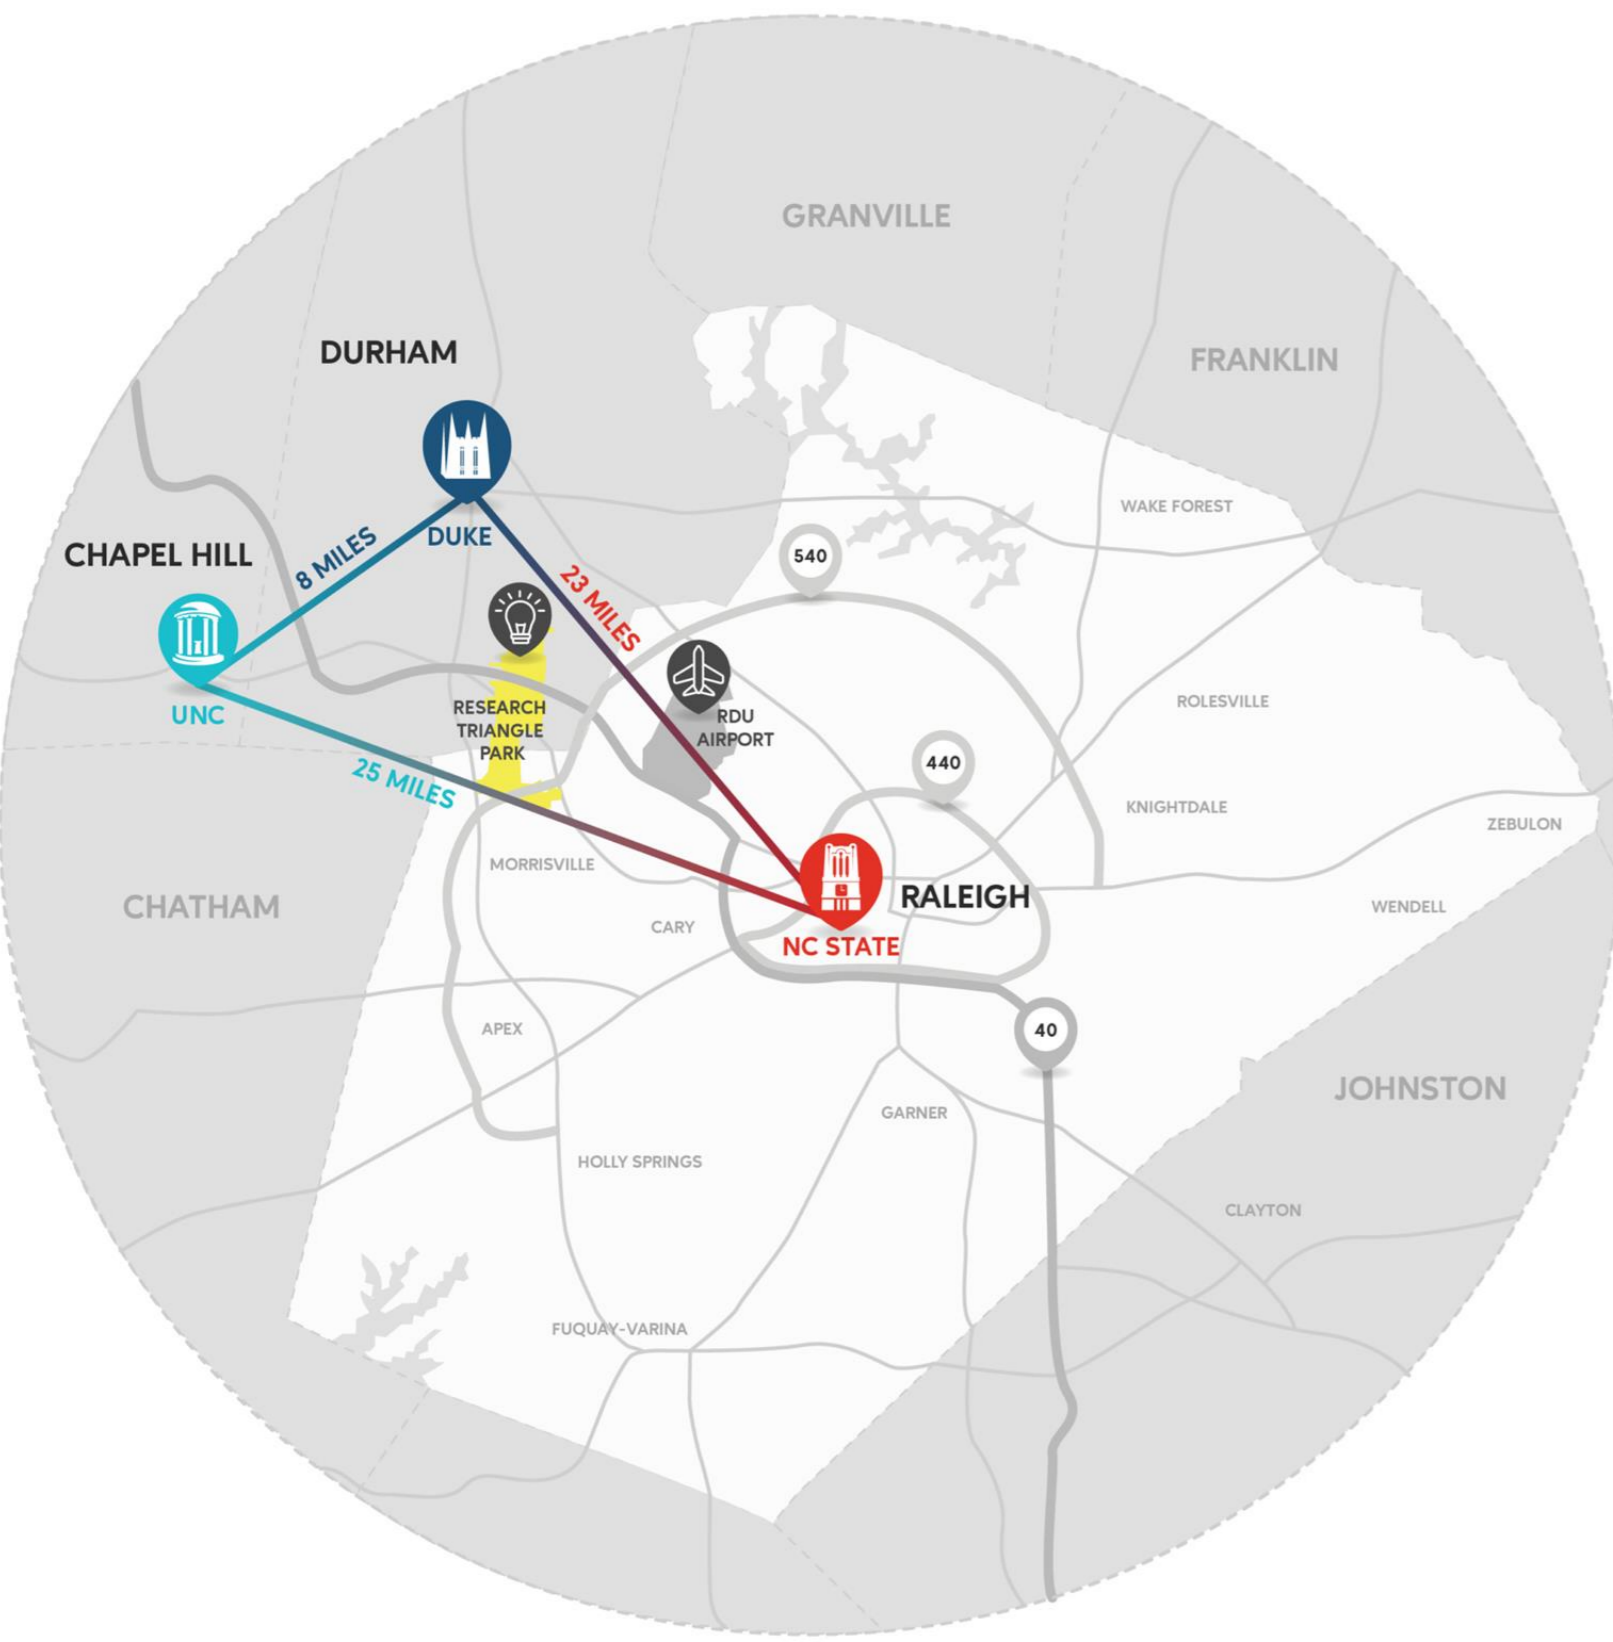 GRANVILLE
DURHAM
FRANKLIN
WAKE FOREST
DUKE
CHAPEL HILL
8 MILES
540
23 MILES
UNC
RESEARCH
TRIANGLE
PARK
RDU
AIRPORT
ROLESVILLE
25 MILES
440
KNIGHTDALE
ZEBULON
MORRISVILLE
CHATHAM
CARY
RALEIGH
WENDELL
NC STATE
APEX
40
JOHNSTON
GARNER
HOLLY SPRINGS
CLAYTON
FUQUAY-VARINA